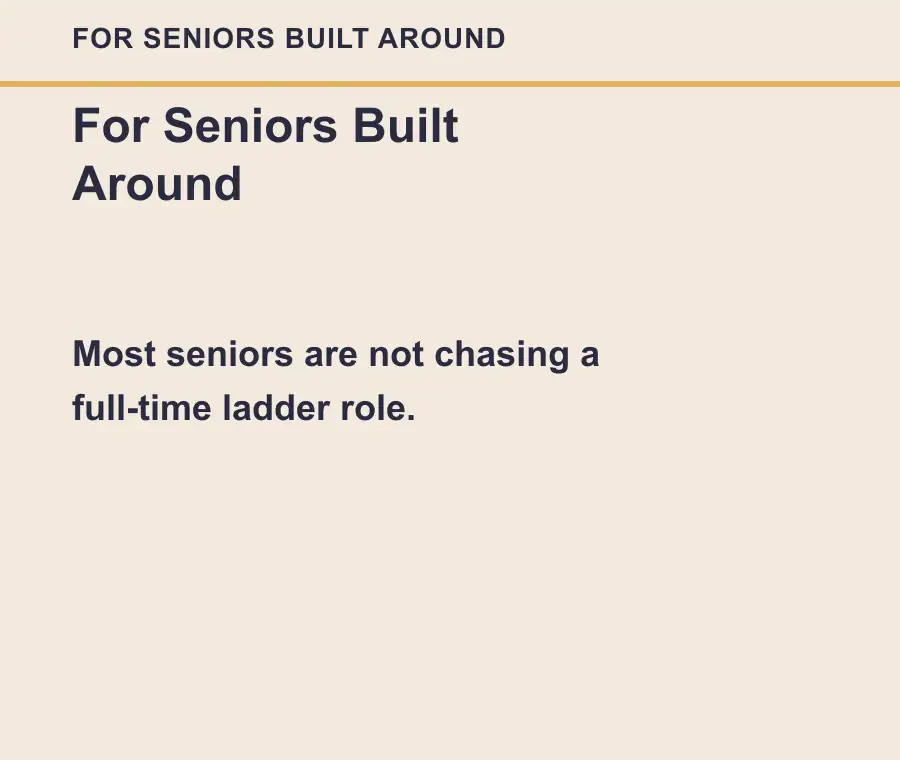 FOR SENIORS BUILT AROUND
For Seniors Built
Around
Most seniors are not chasing a
full-time ladder role.